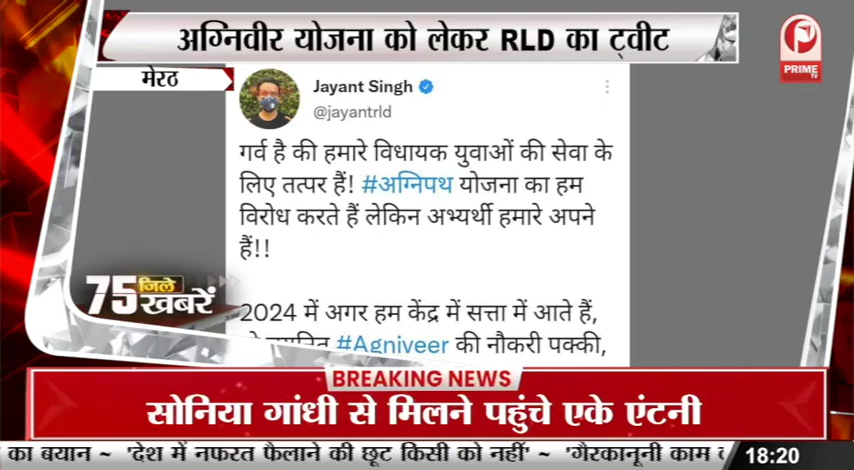 अग्निवीर योजना को लेकर RLD का ट्वीट
PRIME
TV
मेरठ
Jayant Singh
@jayantrld
गर्व है की हमारे विधायक युवाओं की सेवा के
लिए तत्पर हैं! #अग्निपथ योजना का हम
विरोध करते हैं लेकिन अभ्यर्थी हमारे अपने
हैं!!
2024 में अगर हम केंद्र में सत्ता में आते हैं,
#Agniveer की नौकरी पक्की,
75 जिले
खबरें
BREAKING NEWS
सोनिया गांधी से मिलने पहुंचे एके एंटनी
का बयान ~ 'देश में नफरत फैलाने की छूट किसी को नहीं' ~ 'गैरकानूनी काम
18:20